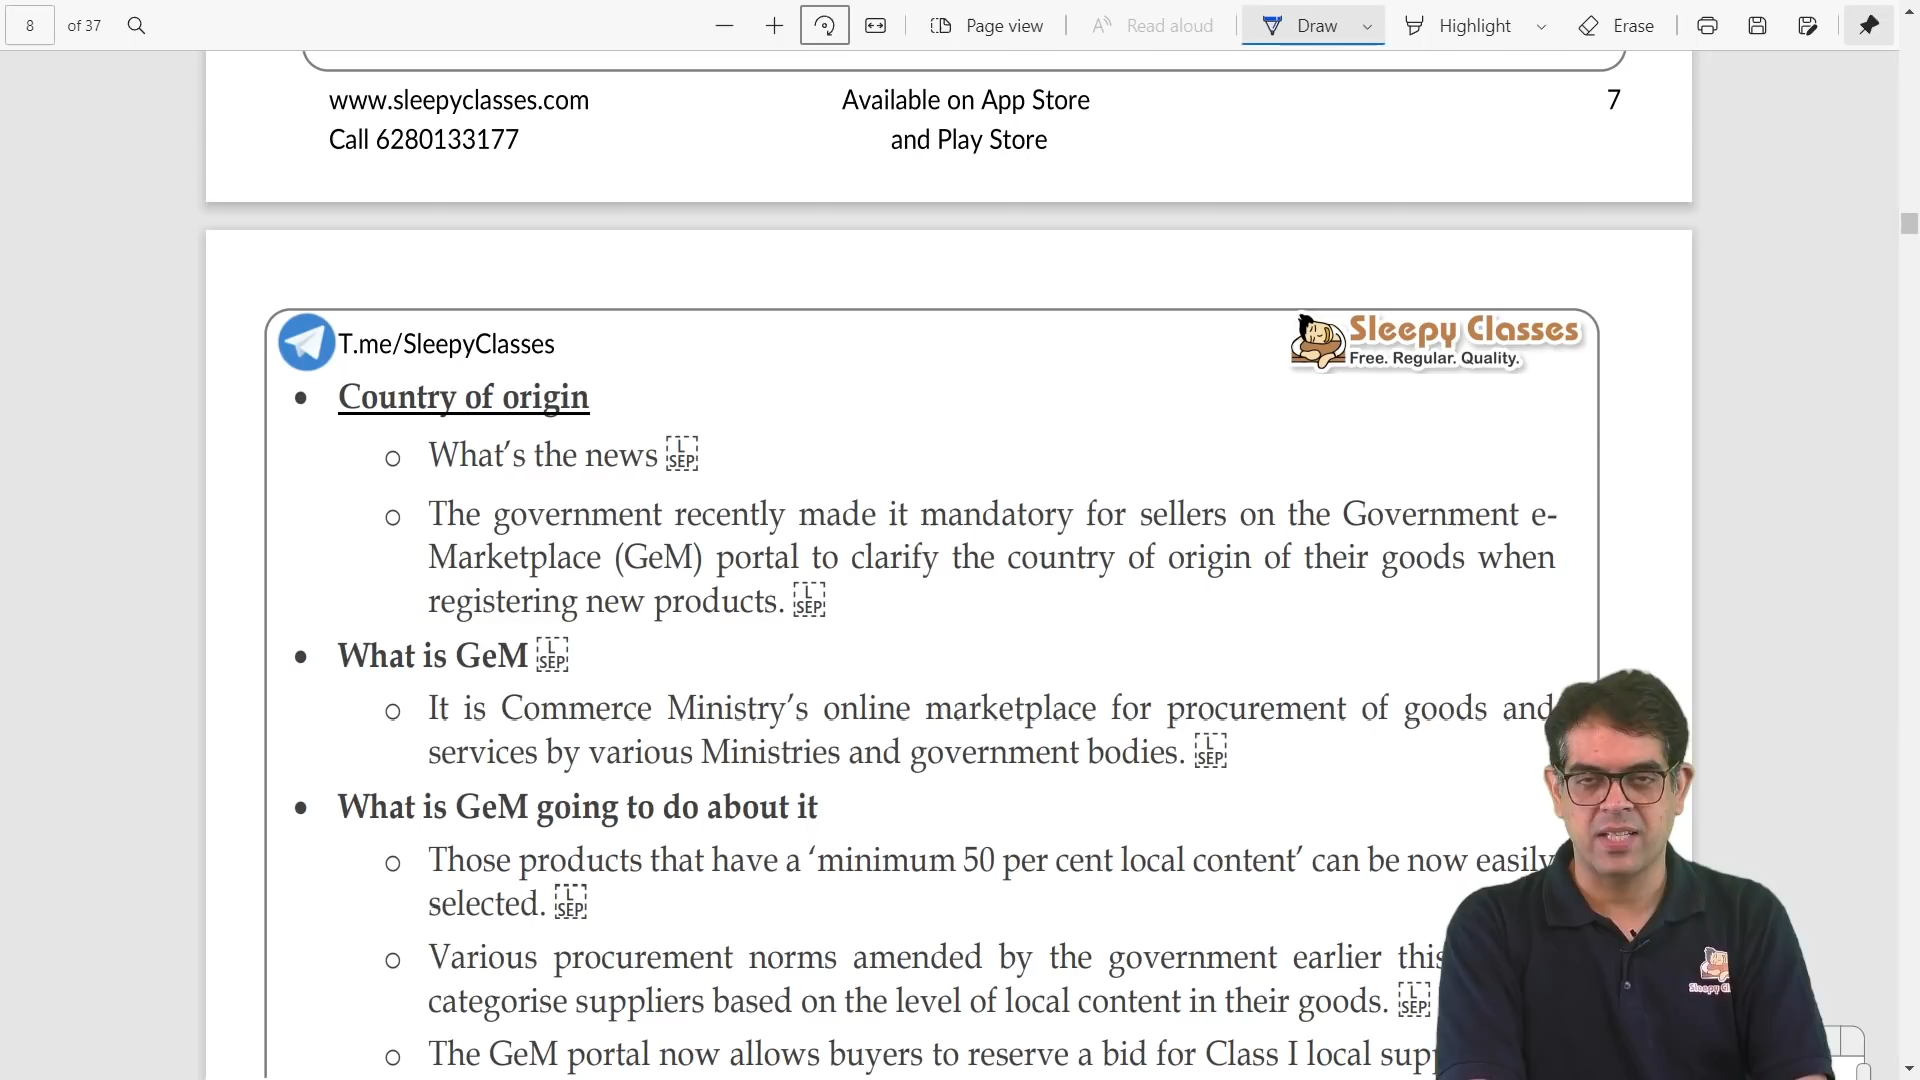 8 of 37 Page view Read aloud Draw Highlight Erase
www.sleepyclasses.com Available on App Store 7
Call 6280133177 and Play Store
T.me/SleepyClasses Sleepy Classes
Free. Regular. Quality.
• Country of origin
o What’s the news L SEP
o The government recently made it mandatory for sellers on the Government e-
Marketplace (GeM) portal to clarify the country of origin of their goods when
registering new products. L SEP
• What is GeM L SEP
o It is Commerce Ministry’s online marketplace for procurement of goods and
services by various Ministries and government bodies. L SEP
• What is GeM going to do about it
o Those products that have a ‘minimum 50 per cent local content’ can be now easily
selected. L SEP
o Various procurement norms amended by the government earlier this
categorise suppliers based on the level of local content in their goods. L SEP
o The GeM portal now allows buyers to reserve a bid for Class I local